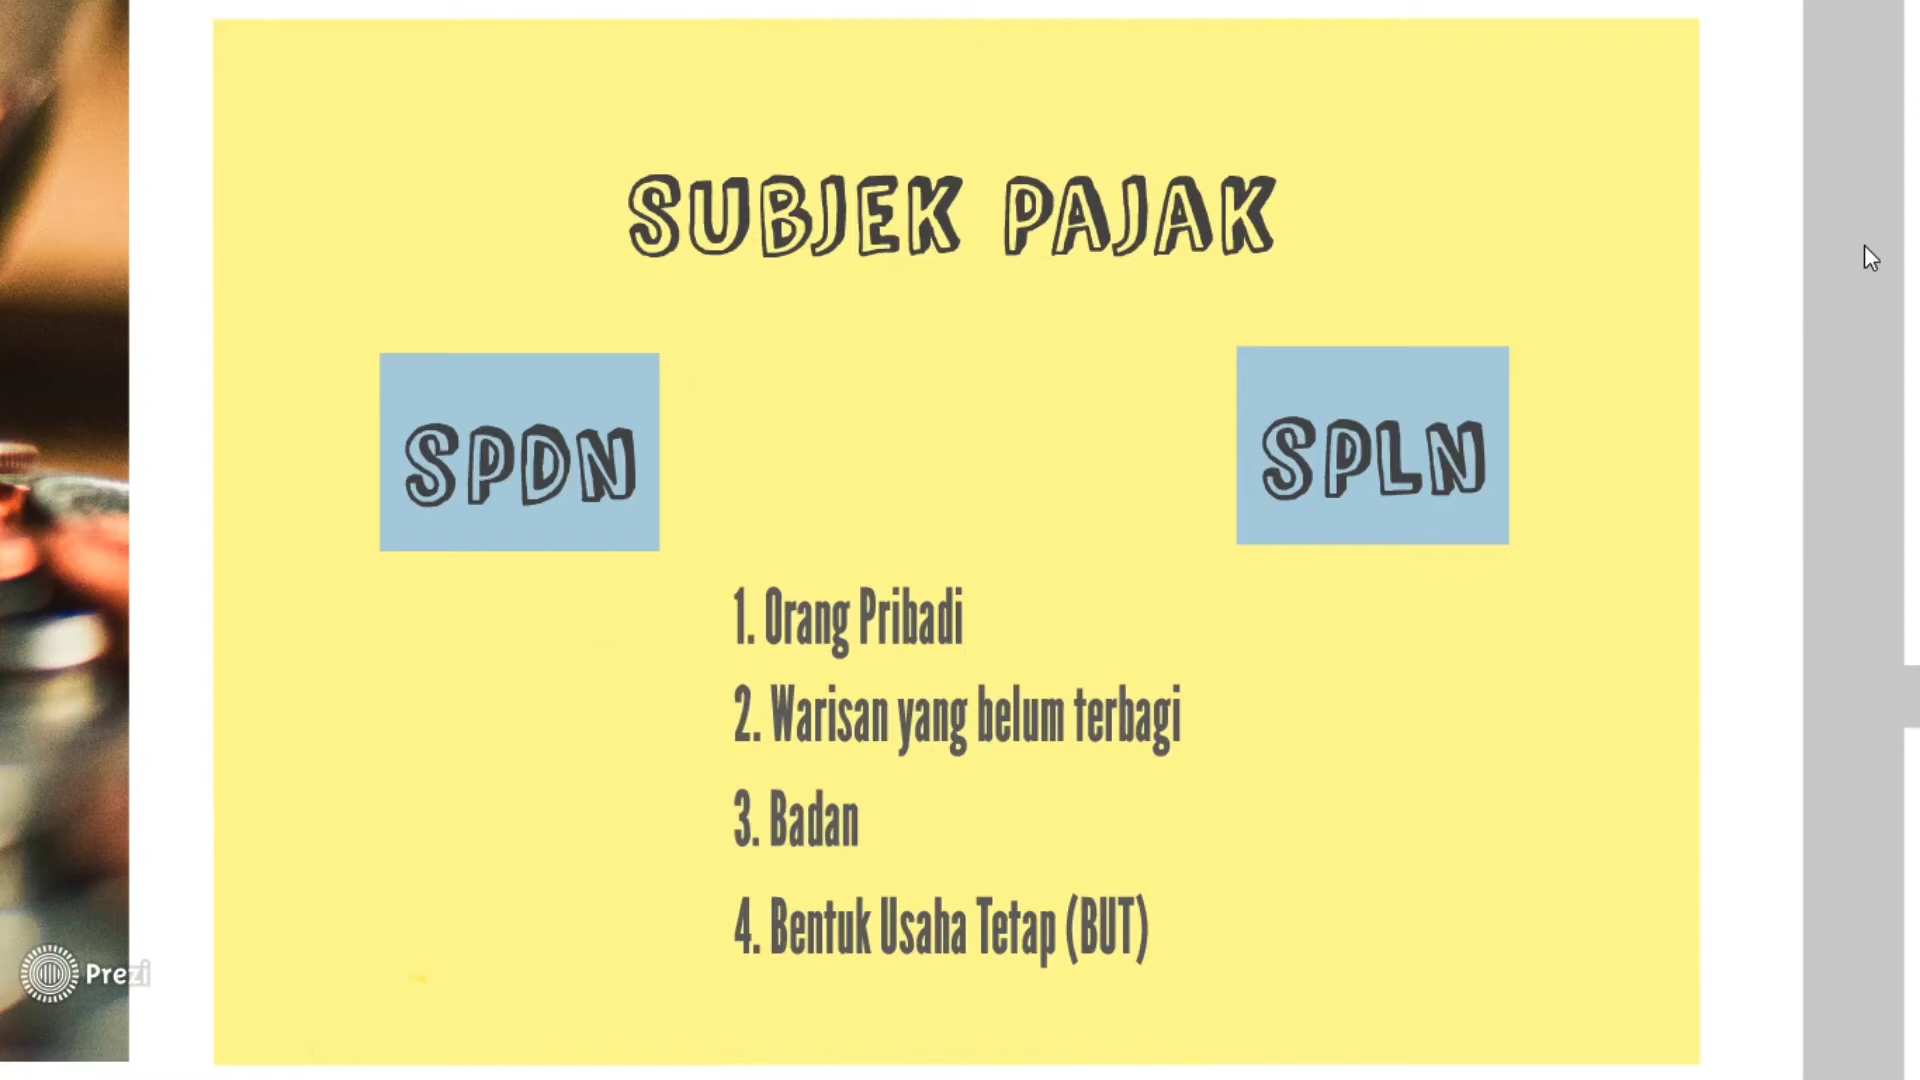 SUBJEK PAJAK
SPDN
SPLN
1. Orang Pribadi
2. Warisan yang belum terbagi
3. Badan
4. Bentuk Usaha Tetap (BUT)
Prezi